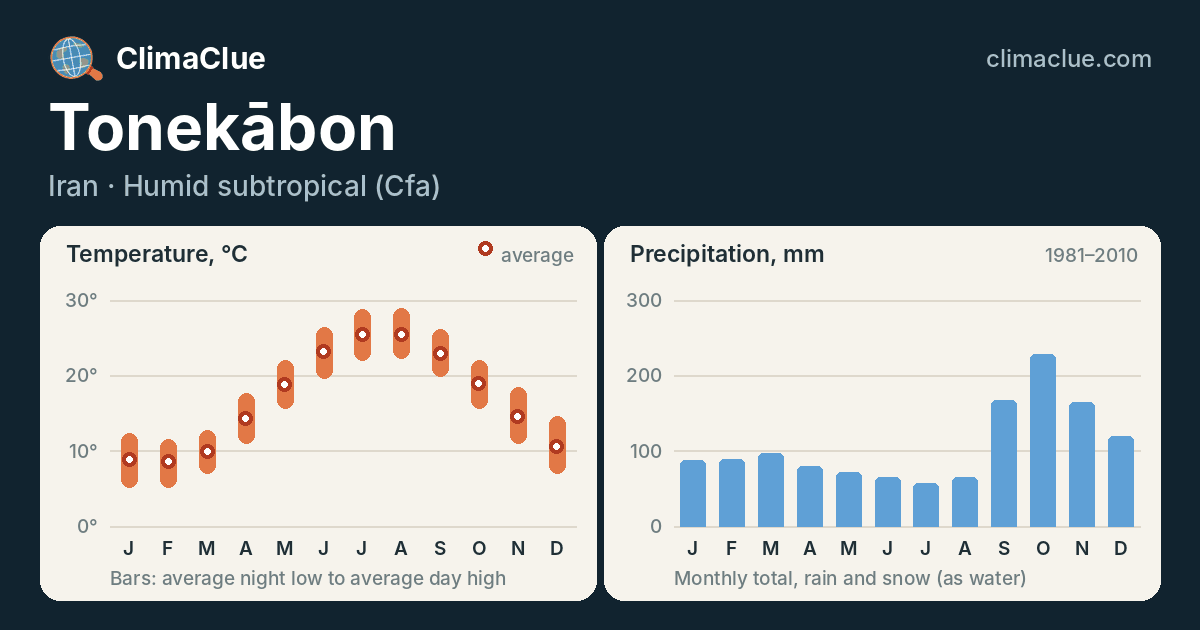 ClimaClue
climaclue.com
Tonekābon
Iran · Humid subtropical (Cfa)
Temperature, °C
average
30°
20°
10°
0°
J F M A M J J A S O N D
Bars: average night low to average day high
Precipitation, mm
1981–2010
300
200
100
0
J F M A M J J A S O N D
Monthly total, rain and snow (as water)